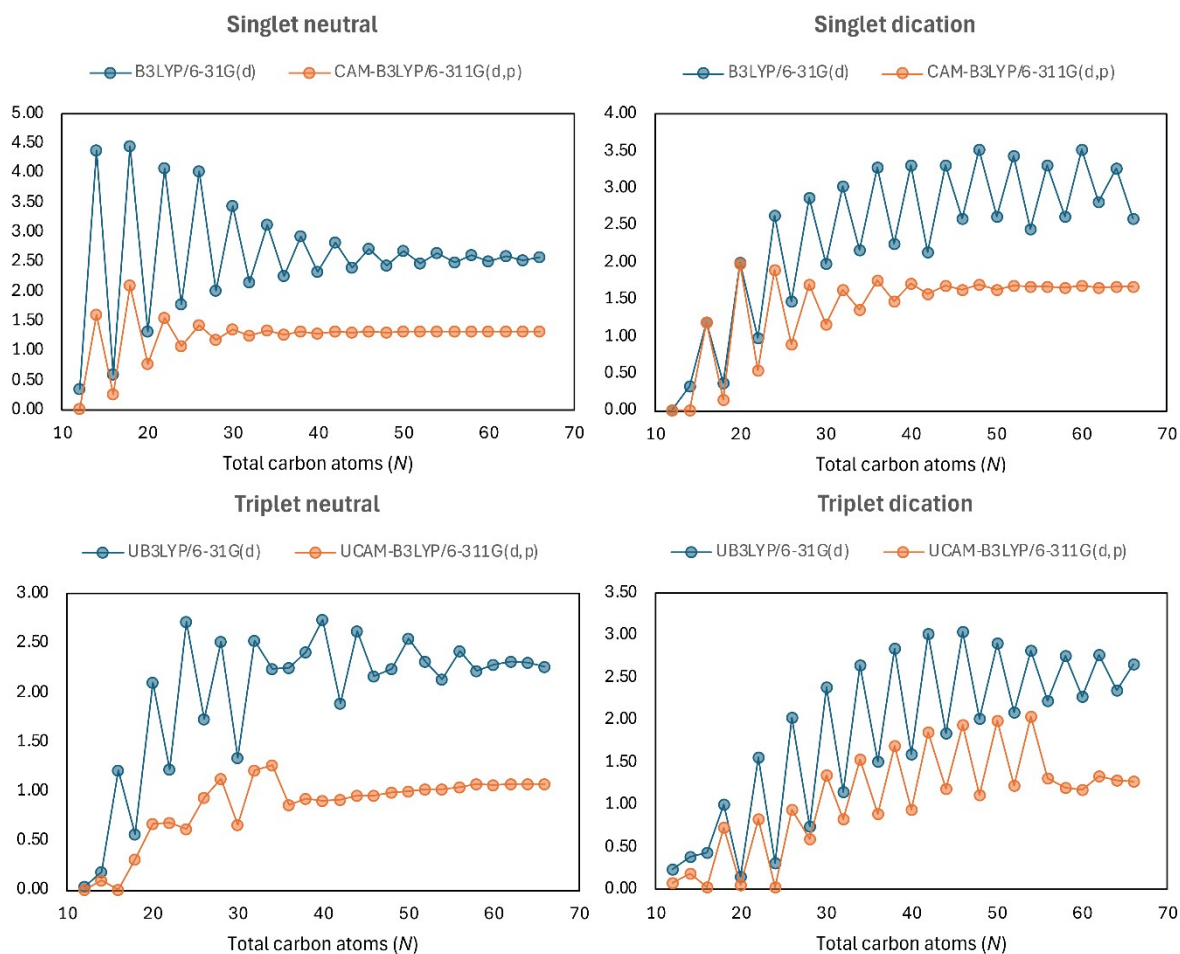 Singlet neutral
B3LYP/6-31G(d) CAM-B3LYP/6-311G(d,p)
5.00
4.50
4.00
3.50
3.00
2.50
2.00
1.50
1.00
0.50
0.00
10 20 30 40 50 60 70
Total carbon atoms (N)
Singlet dication
B3LYP/6-31G(d) CAM-B3LYP/6-311G(d,p)
4.00
3.50
3.00
2.50
2.00
1.50
1.00
0.50
0.00
10 20 30 40 50 60 70
Total carbon atoms (N)
Triplet neutral
UB3LYP/6-31G(d) UCAM-B3LYP/6-311G(d,p)
3.00
2.50
2.00
1.50
1.00
0.50
0.00
10 20 30 40 50 60 70
Total carbon atoms (N)
Triplet dication
UB3LYP/6-31G(d) UCAM-B3LYP/6-311G(d,p)
3.50
3.00
2.50
2.00
1.50
1.00
0.50
0.00
10 20 30 40 50 60 70
Total carbon atoms (N)